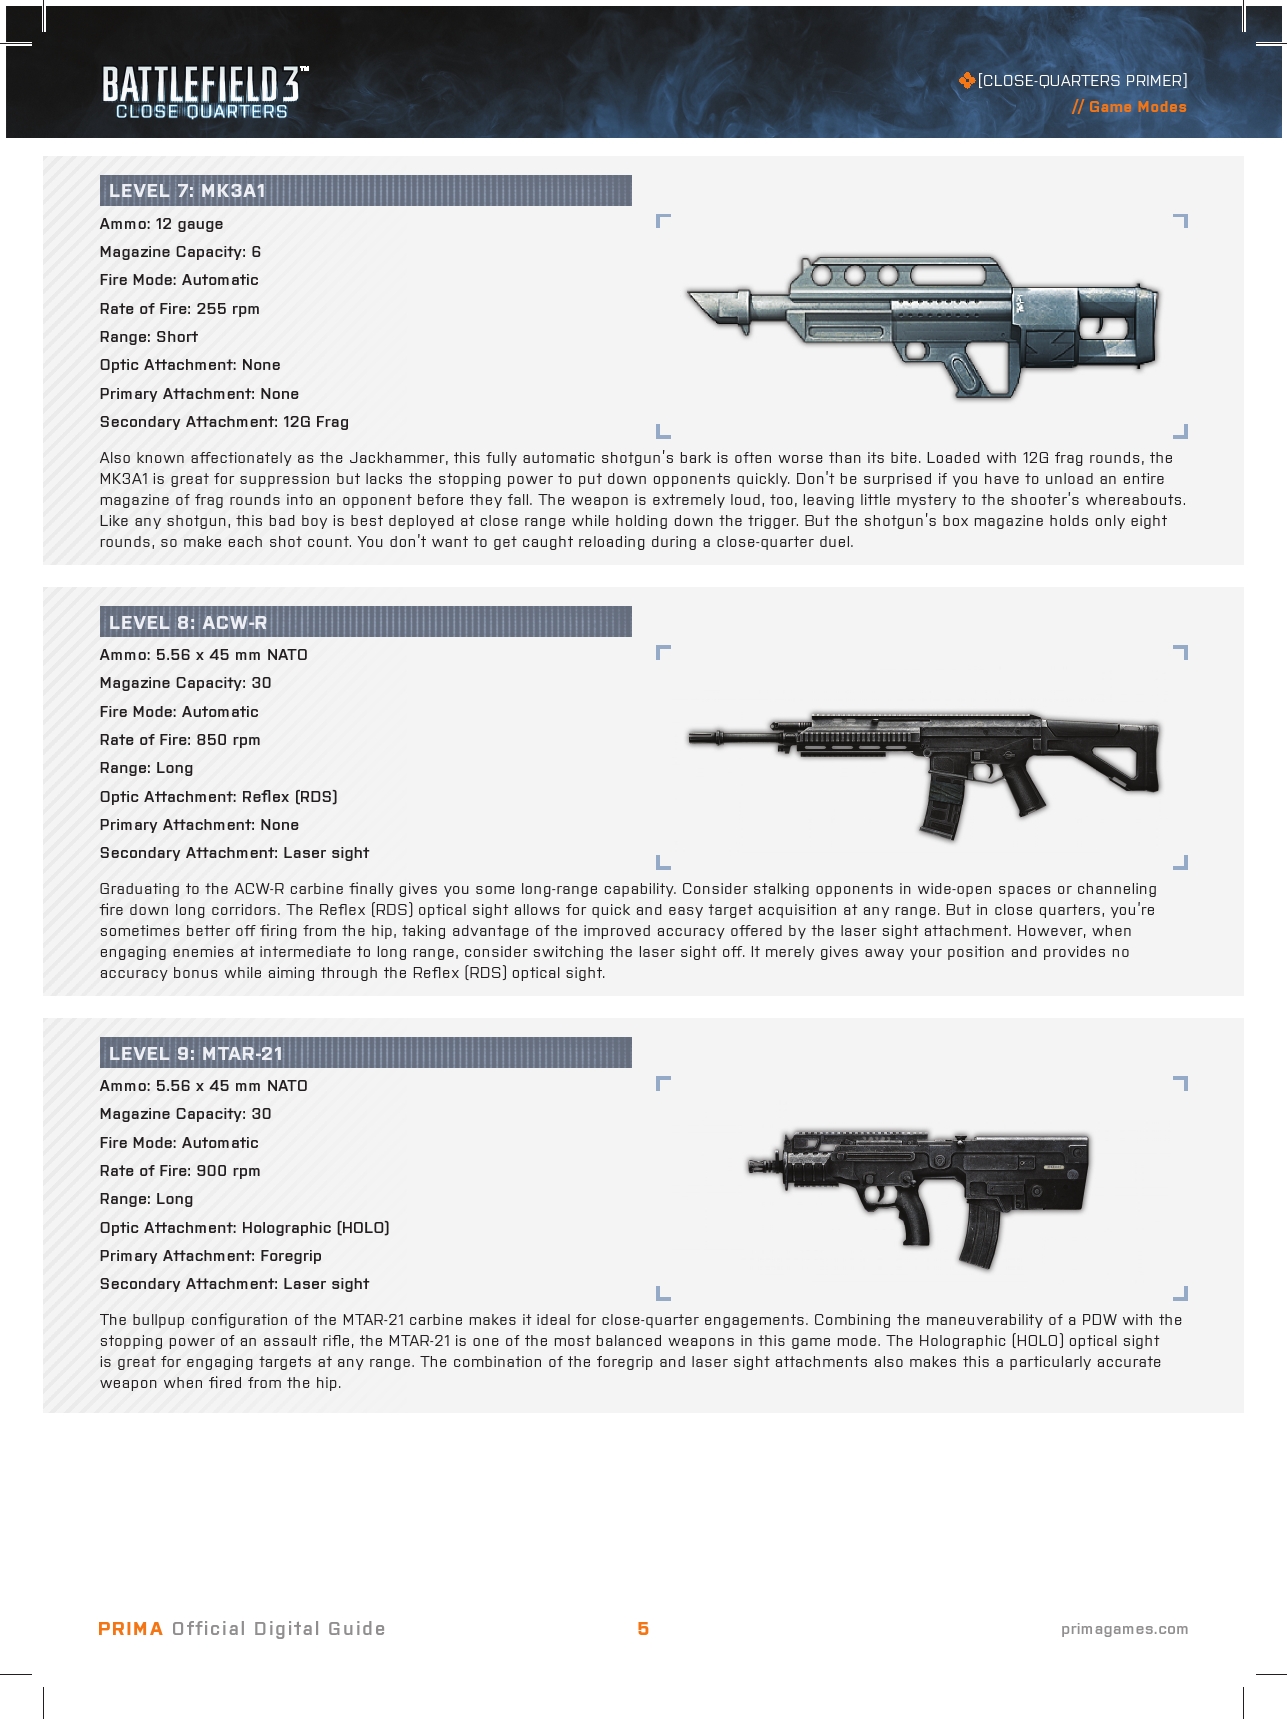 BATTLEFIELD 3™
CLOSE QUARTERS
[CLOSE-QUARTERS PRIMER]
// Game Modes
LEVEL 7: MK3A1
Ammo: 12 gauge
Magazine Capacity: 6
Fire Mode: Automatic
Rate of Fire: 255 rpm
Range: Short
Optic Attachment: None
Primary Attachment: None
Secondary Attachment: 12G Frag
Also known affectionately as the Jackhammer, this fully automatic shotgun's bark is often worse than its bite. Loaded with 12G frag rounds, the
MK3A1 is great for suppression but lacks the stopping power to put down opponents quickly. Don't be surprised if you have to unload an entire
magazine of frag rounds into an opponent before they fall. The weapon is extremely loud, too, leaving little mystery to the shooter's whereabouts.
Like any shotgun, this bad boy is best deployed at close range while holding down the trigger. But the shotgun's box magazine holds only eight
rounds, so make each shot count. You don't want to get caught reloading during a close-quarter duel.
LEVEL 8: ACW-R
Ammo: 5.56 x 45 mm NATO
Magazine Capacity: 30
Fire Mode: Automatic
Rate of Fire: 850 rpm
Range: Long
Optic Attachment: Reflex (RDS)
Primary Attachment: None
Secondary Attachment: Laser sight
Graduating to the ACW-R carbine finally gives you some long-range capability. Consider stalking opponents in wide-open spaces or channeling
fire down long corridors. The Reflex (RDS) optical sight allows for quick and easy target acquisition at any range. But in close quarters, you're
sometimes better off firing from the hip, taking advantage of the improved accuracy offered by the laser sight attachment. However, when
engaging enemies at intermediate to long range, consider switching the laser sight off. It merely gives away your position and provides no
accuracy bonus while aiming through the Reflex (RDS) optical sight.
LEVEL 9: MTAR-21
Ammo: 5.56 x 45 mm NATO
Magazine Capacity: 30
Fire Mode: Automatic
Rate of Fire: 900 rpm
Range: Long
Optic Attachment: Holographic (HOLO)
Primary Attachment: Foregrip
Secondary Attachment: Laser sight
The bullpup configuration of the MTAR-21 carbine makes it ideal for close-quarter engagements. Combining the maneuverability of a PDW with the
stopping power of an assault rifle, the MTAR-21 is one of the most balanced weapons in this game mode. The Holographic (HOLO) optical sight
is great for engaging targets at any range. The combination of the foregrip and laser sight attachments also makes this a particularly accurate
weapon when fired from the hip.
PRIMA Official Digital Guide
5
primagames.com